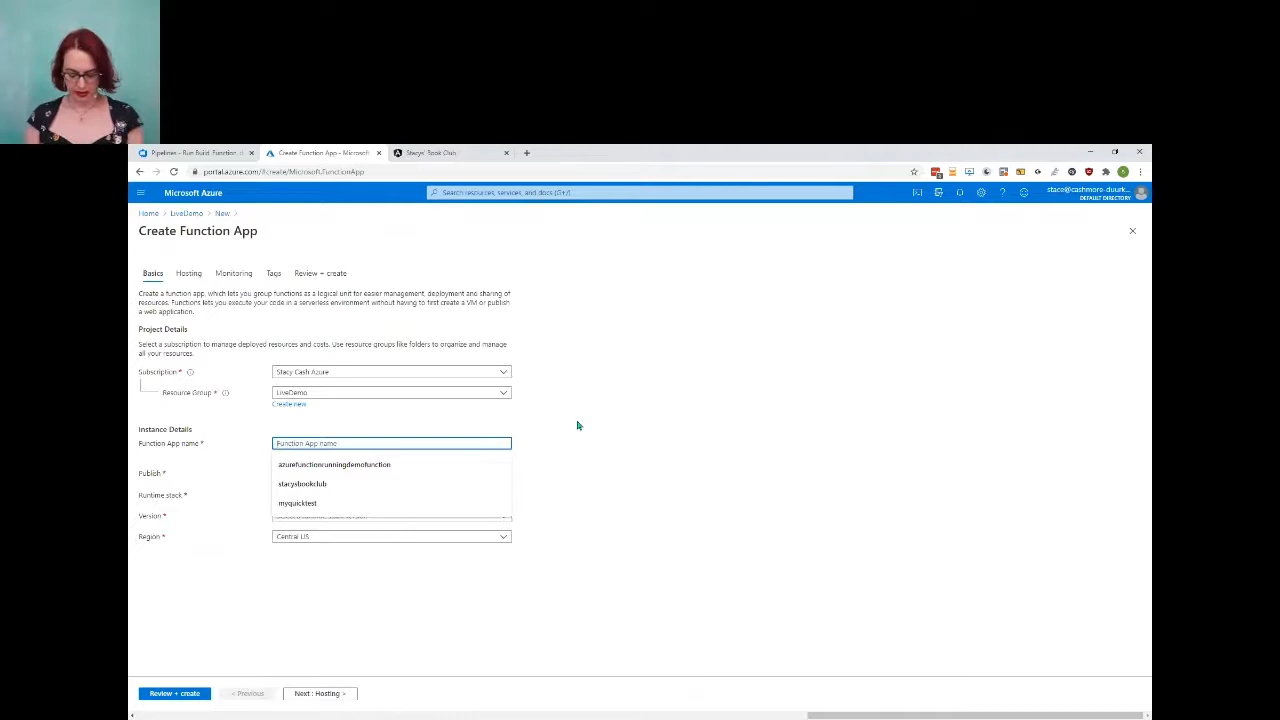 Pipelines - Run Build .Function
Create Function App - Microsoft
Stacys' Book Club
portal.azure.com/#create/Microsoft.FunctionApp
Microsoft Azure
Search resources, services, and docs (G+/)
stace@cashmore-duurk...
DEFAULT DIRECTORY
Home > LiveDemo > New >
Create Function App
Basics Hosting Monitoring Tags Review + create
Create a function app, which lets you group functions as a logical unit for easier management, deployment and sharing of
resources. Functions lets you execute your code in a serverless environment without having to first create a VM or publish
a web application.
Project Details
Select a subscription to manage deployed resources and costs. Use resource groups like folders to organize and manage
all your resources.
Subscription * Stacy Cash Azure
Resource Group * LiveDemo
Create new
Instance Details
Function App name * Function App name
azurefunctionrunningdemofunction
Publish *
stacysbookclub
Runtime stack *
myquicktest
Version *
Region * Central US
Review + create < Previous Next : Hosting >